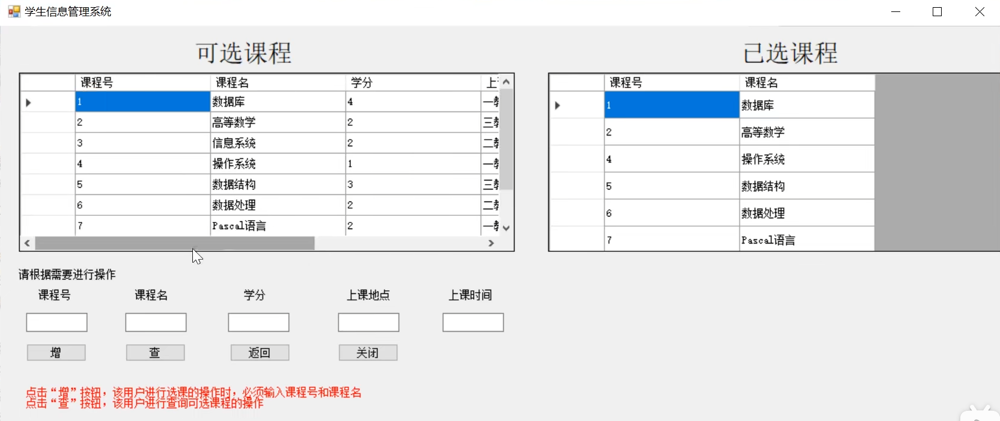 学生信息管理系统
可选课程
课程号 课程名 学分 上
1 数据库 4 一教
2 高等数学 2 三教
3 信息系统 2 二教
4 操作系统 1 一教
5 数据结构 3 三教
6 数据处理 2 二教
7 Pascal语言 2 一教
已选课程
课程号 课程名
1 数据库
2 高等数学
4 操作系统
5 数据结构
6 数据处理
7 Pascal语言
请根据需要进行操作
课程号 课程名 学分 上课地点 上课时间
增 查 返回 关闭
点击“增”按钮，该用户进行选课的操作时，必须输入课程号和课程名
点击“查”按钮，该用户进行查询可选课程的操作